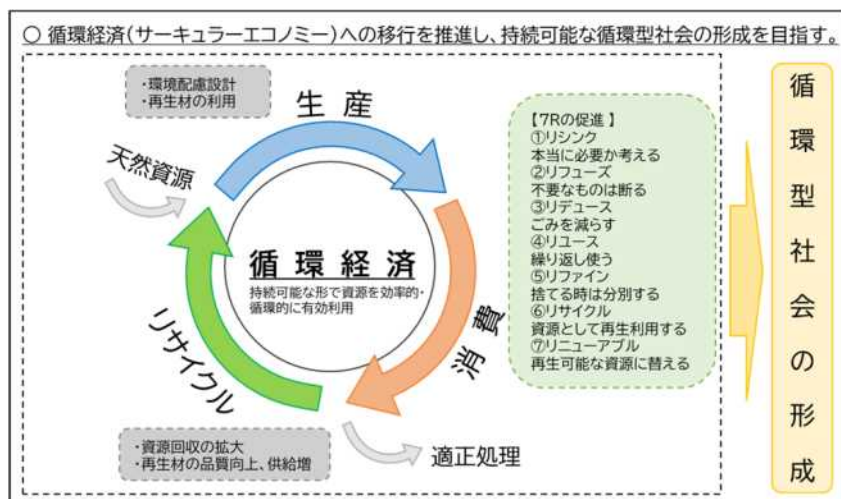 ○ 循環経済(サーキュラーエコノミー)への移行を推進し、持続可能な循環型社会の形成を目指す。
・環境配慮設計
・再生材の利用
生産
天然資源
循環経済
持続可能な形で資源を効率的・
循環的に有効利用
消費
リサイクル
・資源回収の拡大
・再生材の品質向上、供給増
適正処理
【7Rの促進】
①リシンク
本当に必要か考える
②リフューズ
不要なものは断る
③リデュース
ごみを減らす
④リユース
繰り返し使う
⑤リファイン
捨てる時は分別する
⑥リサイクル
資源として再生利用する
⑦リニューアブル
再生可能な資源に替える
循環型社会の形成